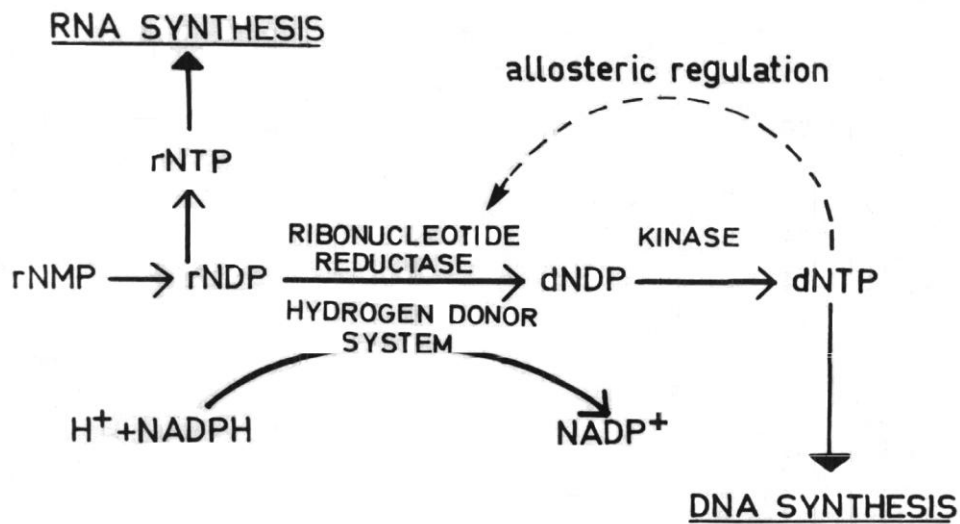 RNA SYNTHESIS
allosteric regulation
rNTP
RIBONUCLEOTIDE
REDUCTASE
KINASE
rNMP
rNDP
dNDP
dNTP
HYDROGEN DONOR
SYSTEM
H⁺+NADPH
NADP⁺
DNA SYNTHESIS